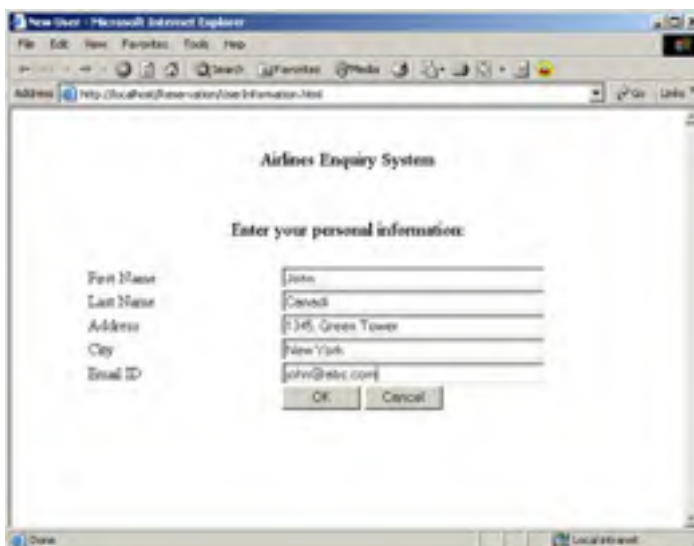 New User - Microsoft Internet Explorer
File Edit View Favorites Tools Help
Search Favorites Media
Address http://localhost/Reservation/UserInformation.html Go Links
Airlines Enquiry System
Enter your personal information:
First Name John
Last Name Canedi
Address 1345, Green Tower
City New York
Email ID john@abc.com
OK Cancel
Done Local intranet